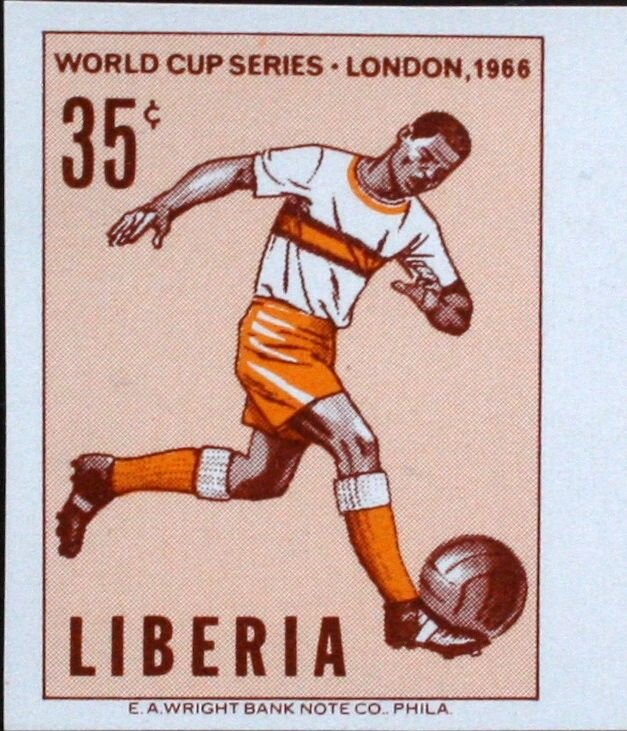 WORLD CUP SERIES · LONDON, 1966
35¢
LIBERIA
E. A. WRIGHT BANK NOTE CO.. PHILA.